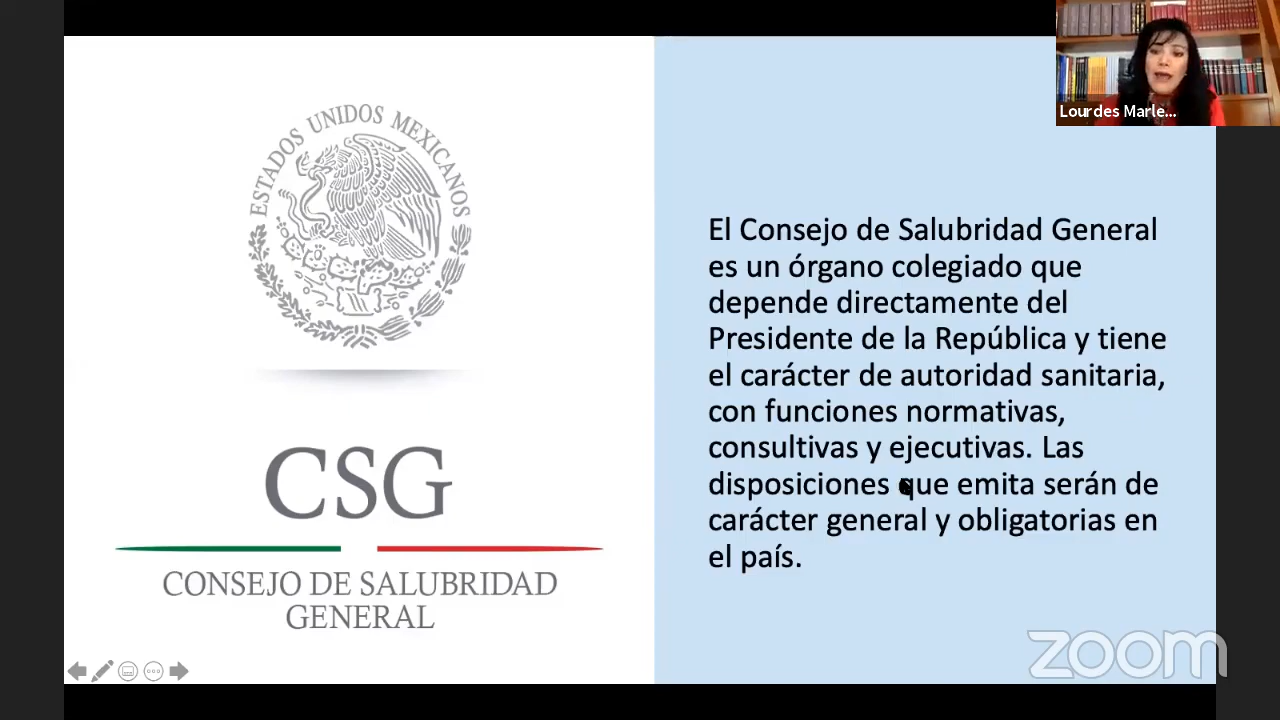 Lourdes Marle...
ESTADOS UNIDOS MEXICANOS
CSG
CONSEJO DE SALUBRIDAD
GENERAL
El Consejo de Salubridad General
es un órgano colegiado que
depende directamente del
Presidente de la República y tiene
el carácter de autoridad sanitaria,
con funciones normativas,
consultivas y ejecutivas. Las
disposiciones que emita serán de
carácter general y obligatorias en
el país.
zoom